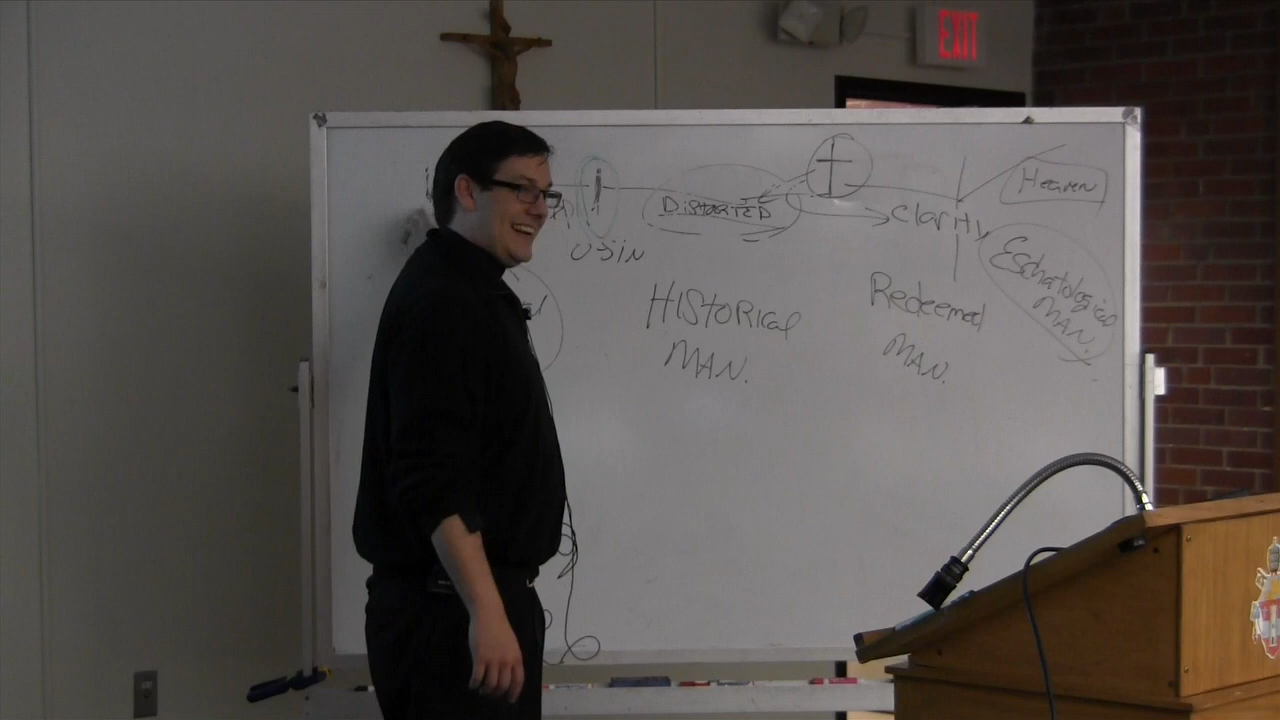 EXIT
Heaven
Distorted
Clarity
Sin
Eschatological
MAN.
Historical
MAN.
Redeemed
MAN.